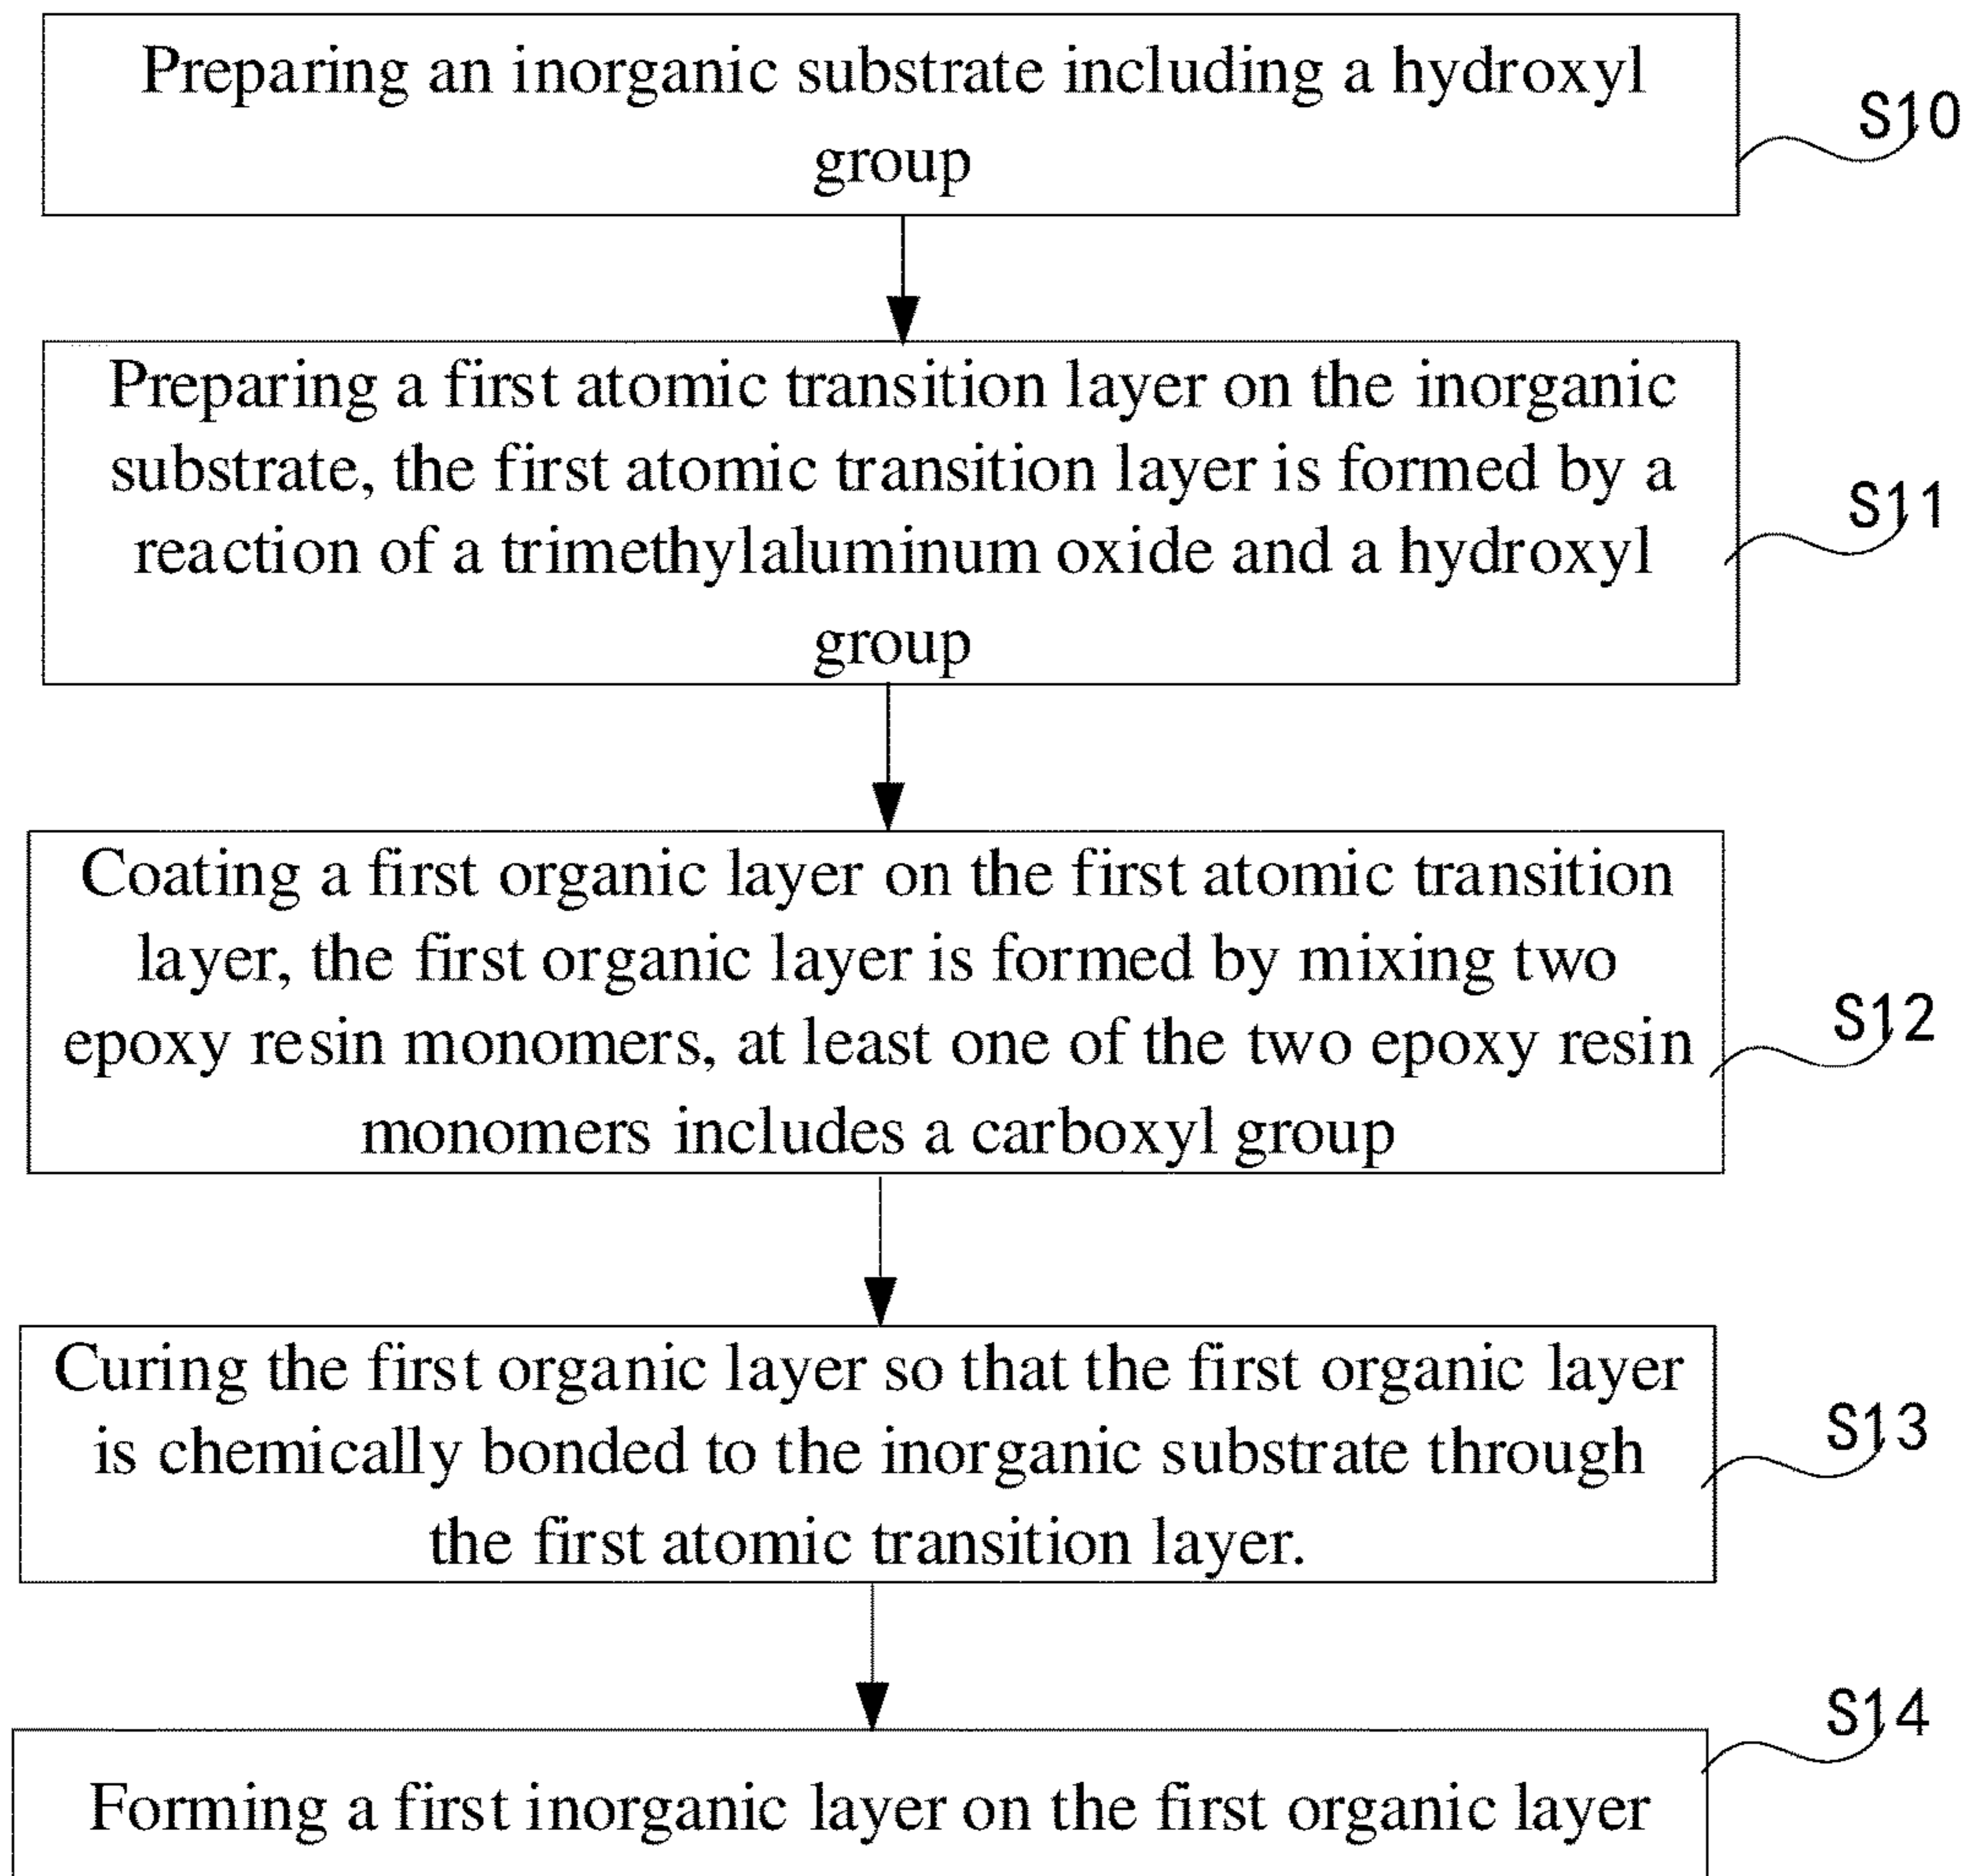 Preparing an inorganic substrate including a hydroxyl
group
S10
Preparing a first atomic transition layer on the inorganic
substrate, the first atomic transition layer is formed by a
reaction of a trimethylaluminum oxide and a hydroxyl
group
S11
Coating a first organic layer on the first atomic transition
layer, the first organic layer is formed by mixing two
epoxy resin monomers, at least one of the two epoxy resin
monomers includes a carboxyl group
S12
Curing the first organic layer so that the first organic layer
is chemically bonded to the inorganic substrate through
the first atomic transition layer.
S13
S14
Forming a first inorganic layer on the first organic layer